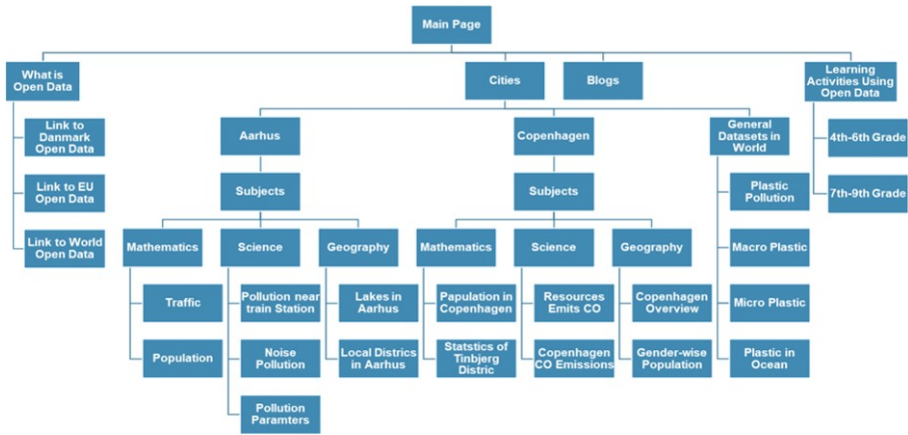 Main Page
What is
Open Data
Cities
Blogs
Learning
Activities Using
Open Data
Link to
Danmark
Open Data
Link to EU
Open Data
Link to World
Open Data
Aarhus
Copenhagen
General
Datasets in
World
4th-6th Grade
7th-9th Grade
Subjects
Subjects
Plastic
Pollution
Macro Plastic
Micro Plastic
Plastic in
Ocean
Mathematics
Science
Geography
Mathematics
Science
Geography
Traffic
Population
Pollution near
train Station
Noise
Pollution
Pollution
Paramters
Lakes in
Aarhus
Local Districs
in Aarhus
Papulation in
Copenhagen
Statstics of
Tinbjerg
Distric
Resources
Emits CO
Copenhagen
CO Emissions
Copenhagen
Overview
Gender-wise
Population